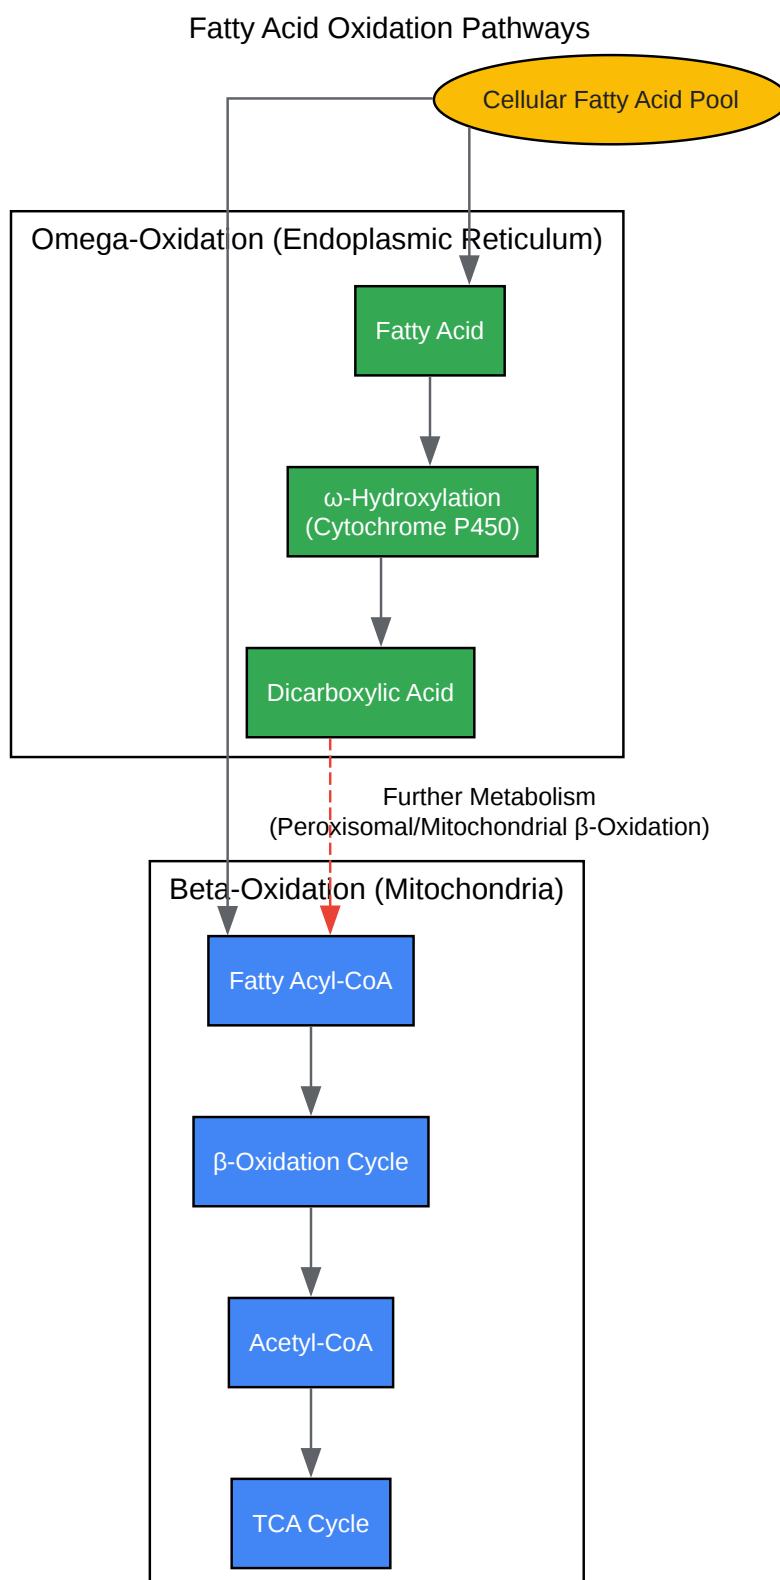 Fatty Acid Oxidation Pathways
Cellular Fatty Acid Pool
Omega-Oxidation (Endoplasmic Reticulum)
Fatty Acid
ω-Hydroxylation
(Cytochrome P450)
Dicarboxylic Acid
Further Metabolism
(Peroxisomal/Mitochondrial β-Oxidation)
Beta-Oxidation (Mitochondria)
Fatty Acyl-CoA
β-Oxidation Cycle
Acetyl-CoA
TCA Cycle